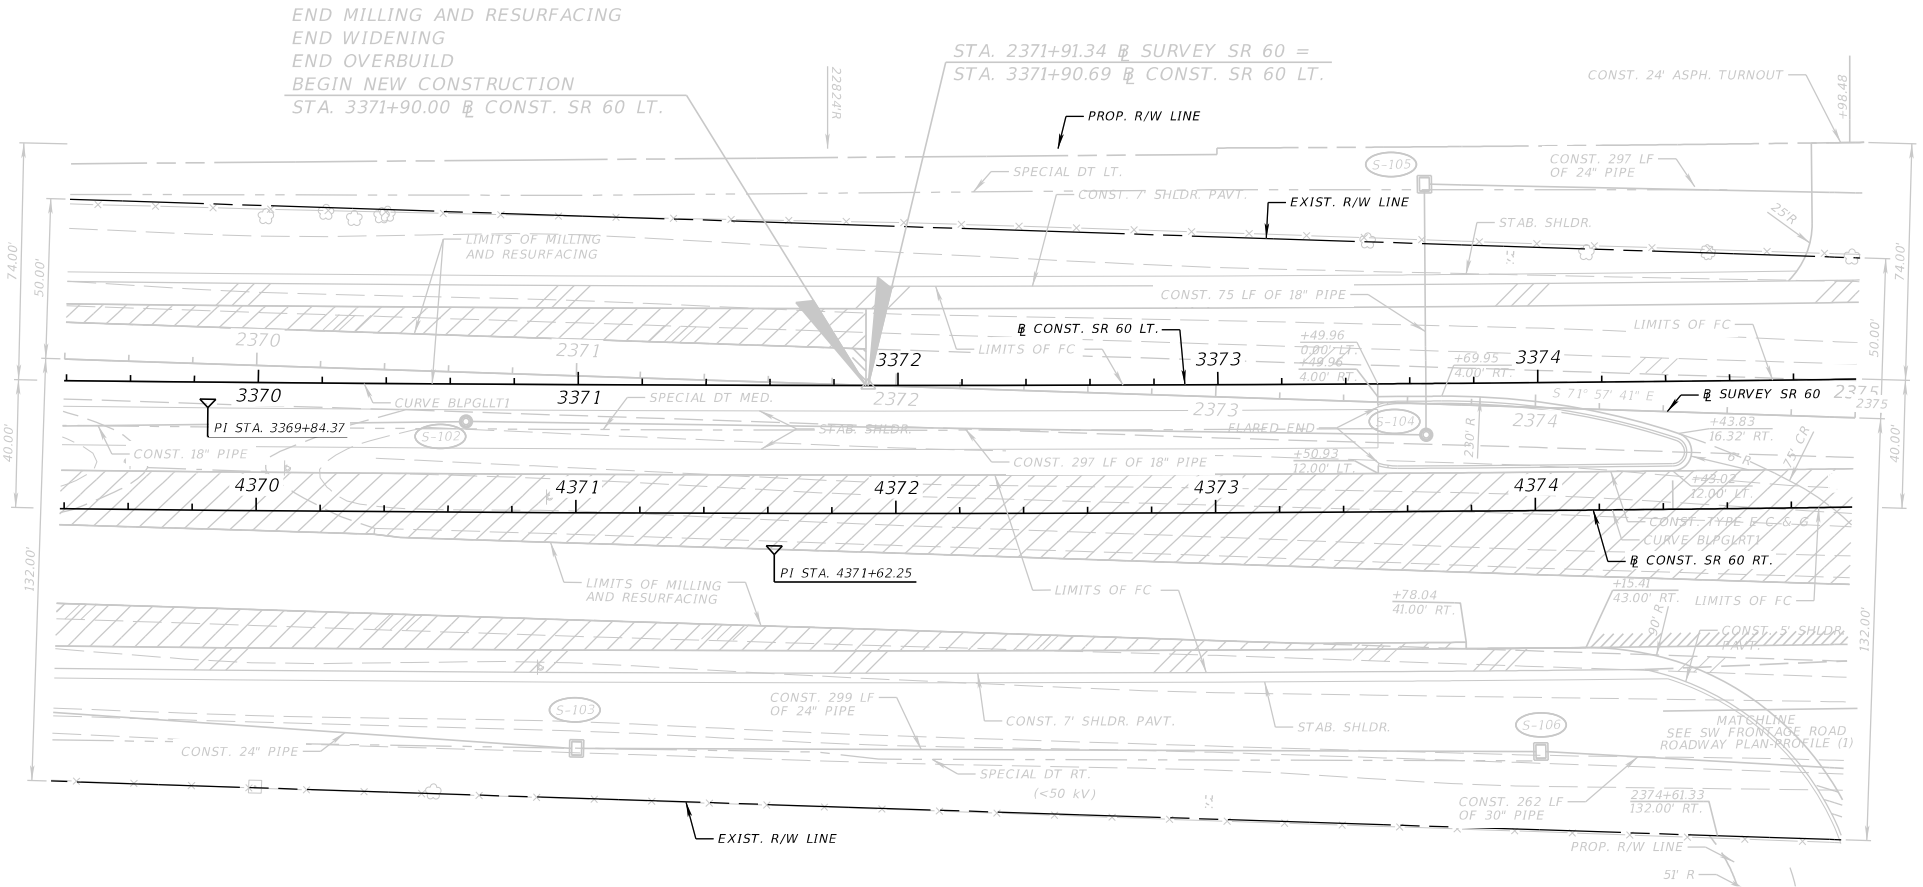 END MILLING AND RESURFACING
END WIDENING
END OVERBUILD
BEGIN NEW CONSTRUCTION
STA. 3371+90.00 ℄ CONST. SR 60 LT.
22824'R
STA. 2371+91.34 ℄ SURVEY SR 60 =
STA. 3371+90.69 ℄ CONST. SR 60 LT.
CONST. 24' ASPH. TURNOUT
+98.48
PROP. R/W LINE
SPECIAL DT LT.
S-105
CONST. 297 LF
OF 24" PIPE
CONST. 7' SHLDR. PAVT.
EXIST. R/W LINE
STAB. SHLDR.
25'R
74.00'
50.00'
LIMITS OF MILLING
AND RESURFACING
74.00'
50.00'
CONST. 75 LF OF 18" PIPE
2370
2371
℄ CONST. SR 60 LT.
LIMITS OF FC
+49.96
0.00' LT.
+49.96
4.00' RT.
+69.95
4.00' RT.
LIMITS OF FC
3372
3373
3374
3370
3371
2372
2373
2374
2375
2375
CURVE BLPGLLT1
SPECIAL DT MED.
S 71° 57' 41" E
℄ SURVEY SR 60
PI STA. 3369+84.37
S-102
STAB. SHLDR.
FLARED END
S-104
230' R
+43.83
16.32' RT.
6' R
75' CR
40.00'
40.00'
CONST. 18" PIPE
CONST. 297 LF OF 18" PIPE
+50.93
12.00' LT.
+43.02
12.00' LT.
4370
4371
4372
4373
4374
CONST. TYPE E C & G
CURVE BLPGLRT1
℄ CONST. SR 60 RT.
PI STA. 4371+62.25
132.00'
LIMITS OF MILLING
AND RESURFACING
LIMITS OF FC
+78.04
41.00' RT.
+15.41
43.00' RT.
LIMITS OF FC
90' R
CONST. 5' SHLDR.
PAVT.
132.00'
S-103
CONST. 299 LF
OF 24" PIPE
CONST. 7' SHLDR. PAVT.
STAB. SHLDR.
S-106
MATCHLINE
SEE SW FRONTAGE ROAD
ROADWAY PLAN-PROFILE (1)
CONST. 24" PIPE
SPECIAL DT RT.
(<50 kV)
CONST. 262 LF
OF 30" PIPE
2374+61.33
132.00' RT.
EXIST. R/W LINE
PROP. R/W LINE
51' R